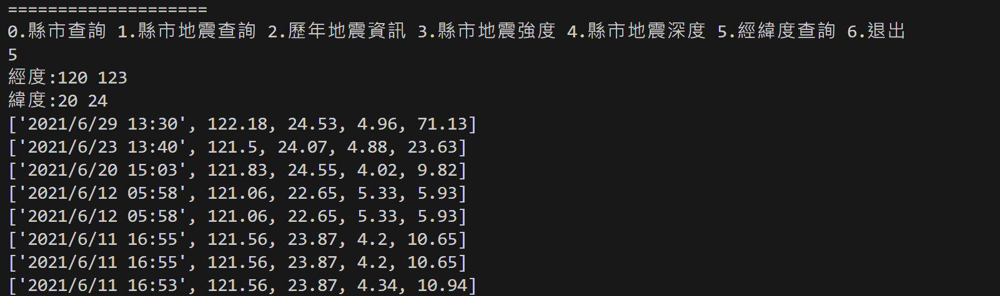 ====================
0.縣市查詢 1.縣市地震查詢 2.歷年地震資訊 3.縣市地震強度 4.縣市地震深度 5.經緯度查詢 6.退出
5
經度:120 123
緯度:20 24
['2021/6/29 13:30', 122.18, 24.53, 4.96, 71.13]
['2021/6/23 13:40', 121.5, 24.07, 4.88, 23.63]
['2021/6/20 15:03', 121.83, 24.55, 4.02, 9.82]
['2021/6/12 05:58', 121.06, 22.65, 5.33, 5.93]
['2021/6/12 05:58', 121.06, 22.65, 5.33, 5.93]
['2021/6/11 16:55', 121.56, 23.87, 4.2, 10.65]
['2021/6/11 16:55', 121.56, 23.87, 4.2, 10.65]
['2021/6/11 16:53', 121.56, 23.87, 4.34, 10.94]